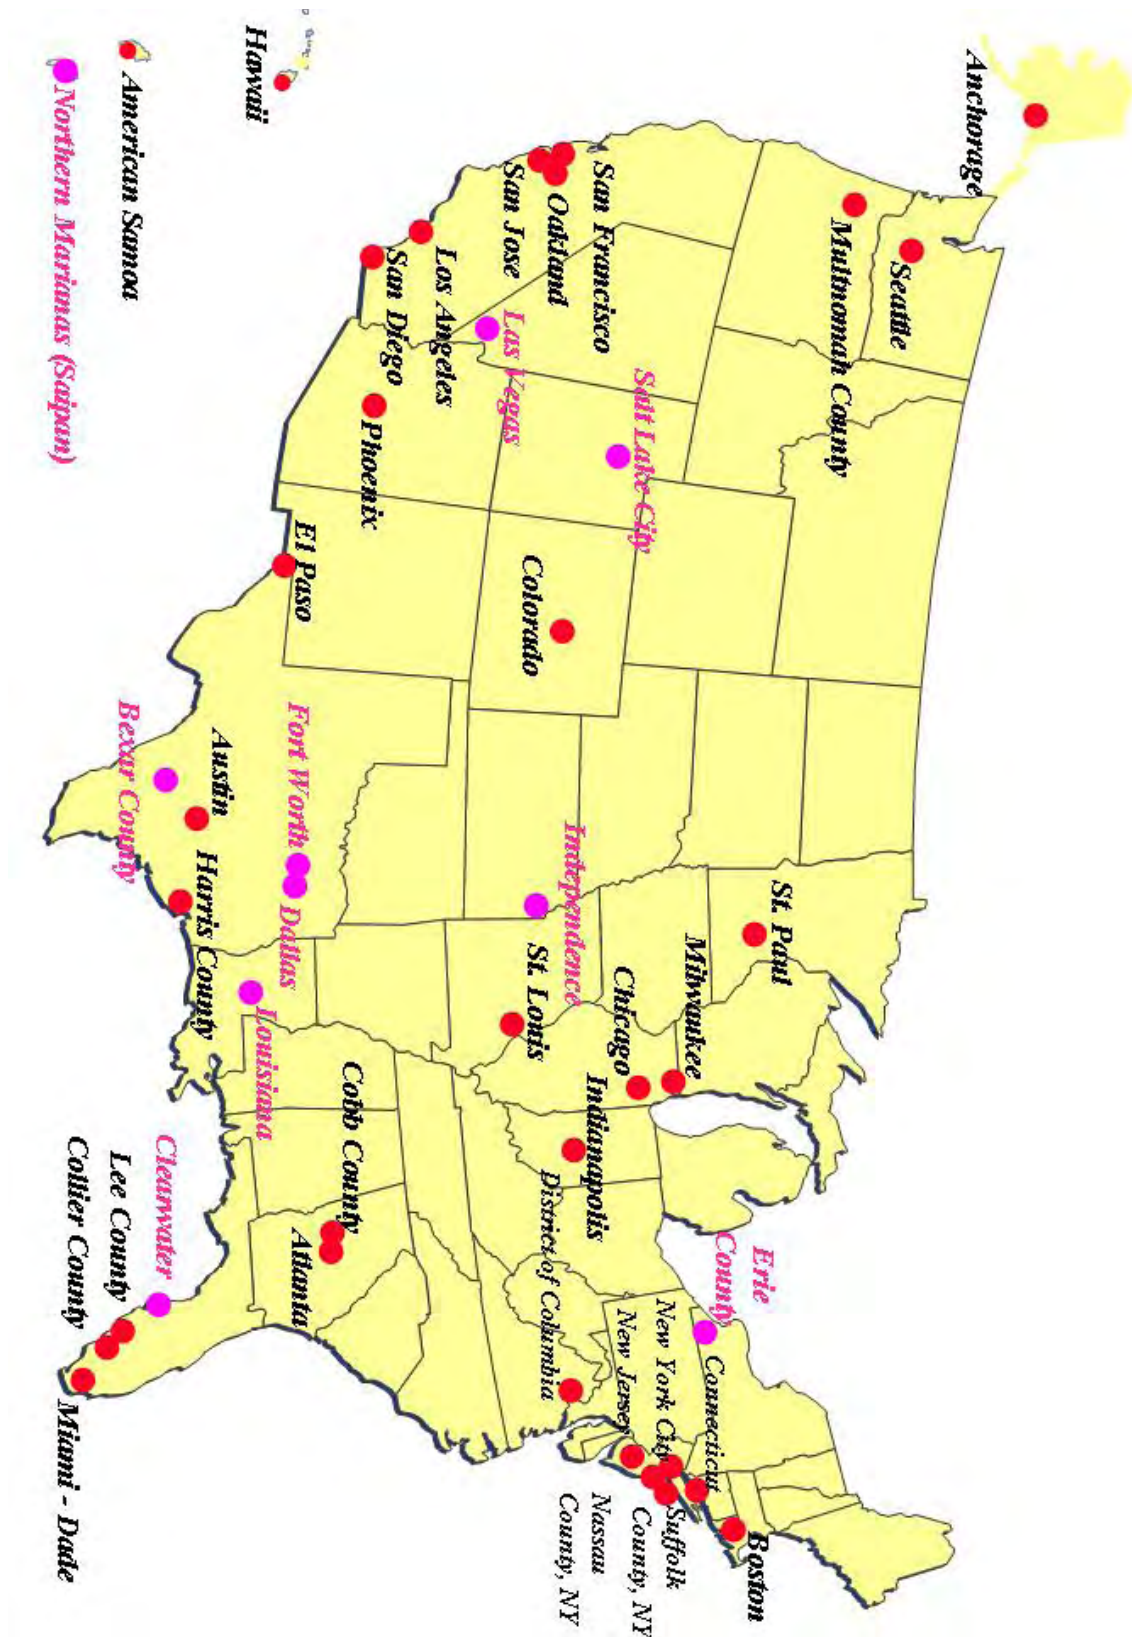 Anchorage
Seattle
Multnomah County
San Francisco
Oakland
San Jose
Los Angeles
San Diego
Las Vegas
Salt Lake City
Phoenix
El Paso
Colorado
Hawaii
American Samoa
Northern Marianas (Saipan)
Bexar County
Austin
Fort Worth
Dallas
Harris County
Louisiana
Independence
St. Louis
St. Paul
Milwaukee
Chicago
Indianapolis
Cobb County
Atlanta
Clearwater
Lee County
Collier County
Miami - Dade
District of Columbia
Erie
County
Connecticut
New York City
New Jersey
Boston
Suffolk
County, NY
Nassau
County, NY